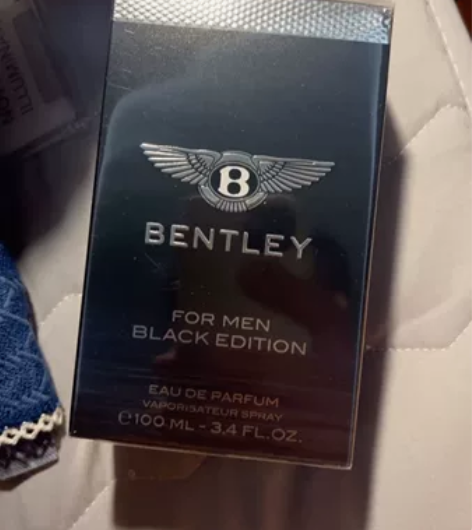 B
BENTLEY
FOR MEN
BLACK EDITION
EAU DE PARFUM
VAPORISATEUR SPRAY
℮100 ML - 3.4 FL.OZ.